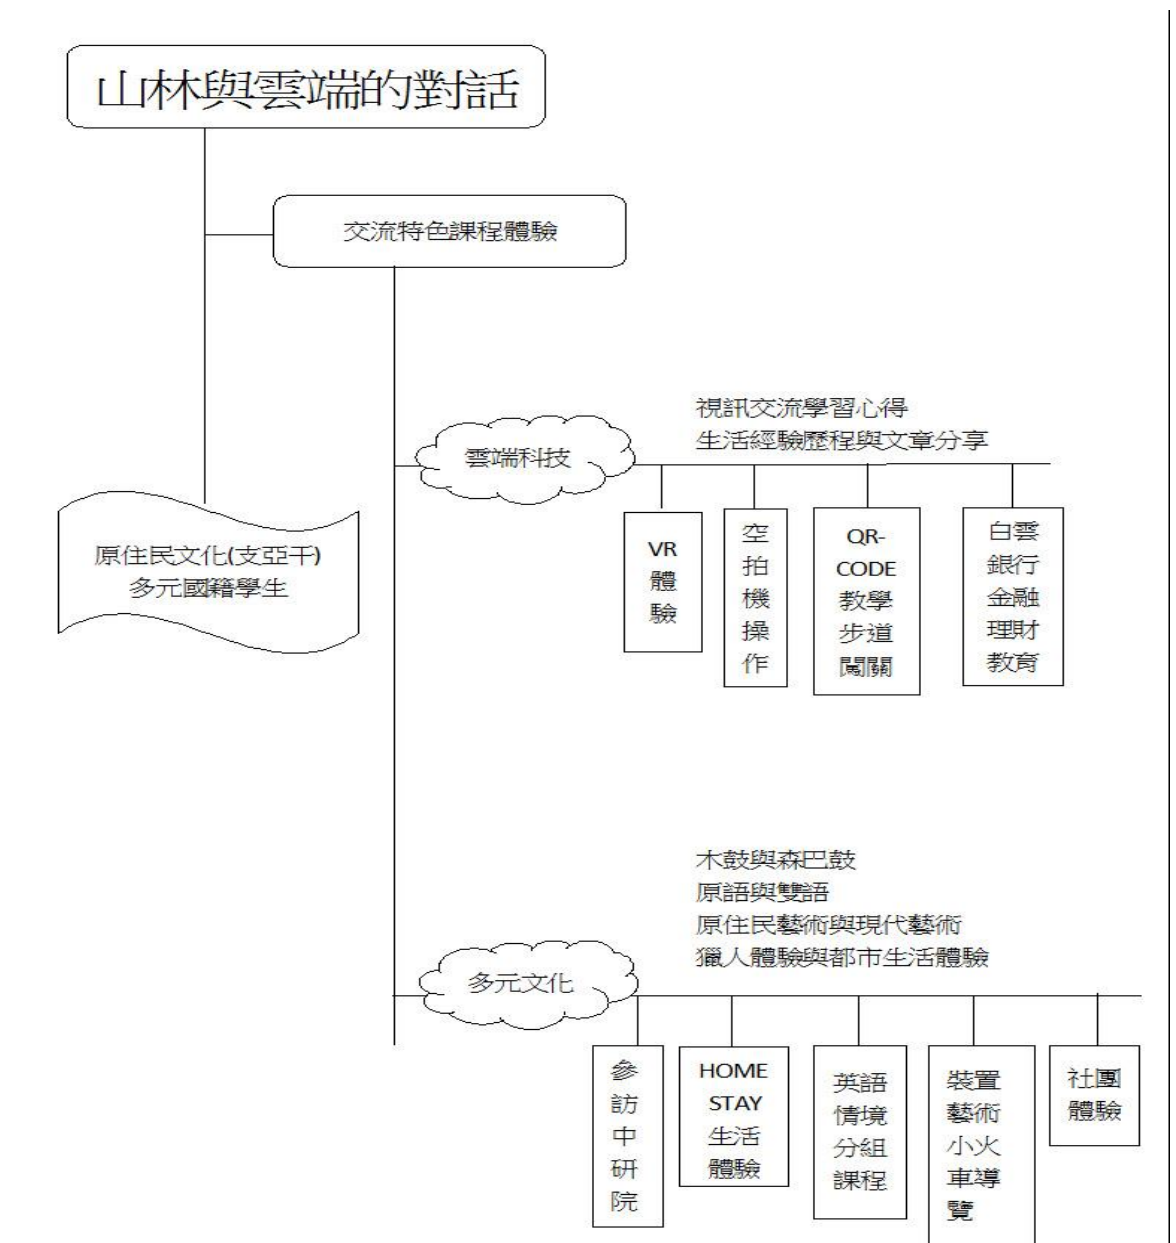 山林與雲端的對話
交流特色課程體驗
視訊交流學習心得
生活經驗歷程與文章分享
雲端科技
原住民文化(支亞干)
多元國籍學生
VR
體
驗
空
拍
機
操
作
QR-
CODE
教學
步道
闖關
白雲
銀行
金融
理財
教育
木鼓與森巴鼓
原語與雙語
原住民藝術與現代藝術
獵人體驗與都市生活體驗
多元文化
參
訪
中
研
院
HOME
STAY
生活
體驗
英語
情境
分組
課程
裝置
藝術
小火
車導
覽
社團
體驗